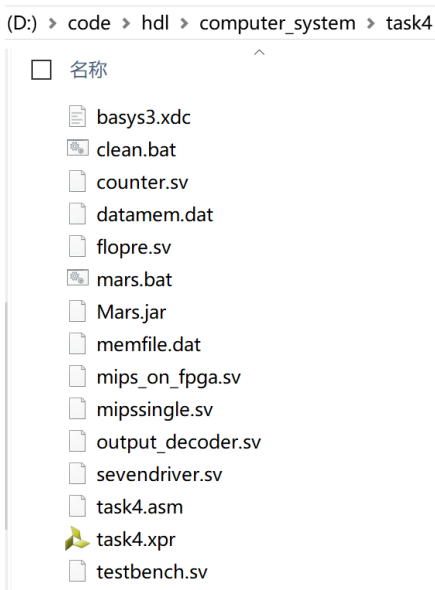 (D:) > code > hdl > computer_system > task4
名称
basys3.xdc
clean.bat
counter.sv
datamem.dat
flopre.sv
mars.bat
Mars.jar
memfile.dat
mips_on_fpga.sv
mipssingle.sv
output_decoder.sv
sevendriver.sv
task4.asm
task4.xpr
testbench.sv